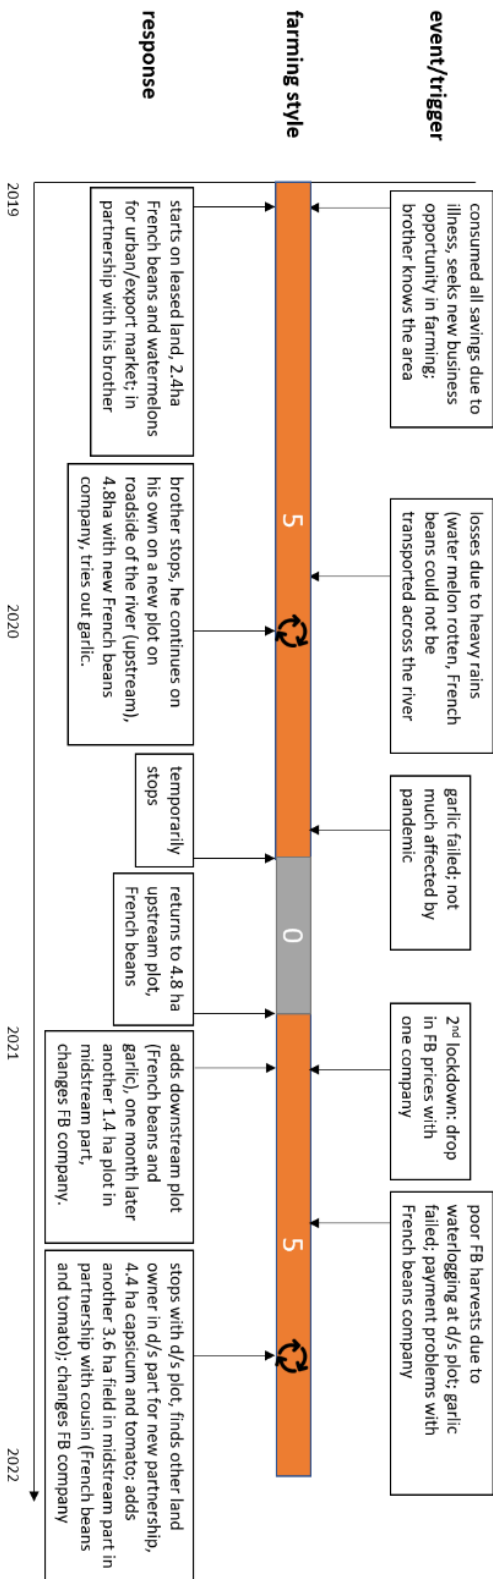 event/trigger
consumed all savings due to
illness, seeks new business
opportunity in farming;
brother knows the area
losses due to heavy rains
(water melon rotten, French
beans could not be
transported across the river
garlic failed; not
much affected by
pandemic
2nd lockdown: drop
in FB prices with
one company
poor FB harvests due to
waterlogging at d/s plot; garlic
failed; payment problems with
French beans company
farming style
5
0
5
response
starts on leased land, 2.4ha
French beans and watermelons
for urban/export market; in
partnership with his brother
brother stops, he continues on
his own on a new plot on
roadside of the river (upstream),
4.8ha with new French beans
company, tries out garlic.
temporarily
stops
returns to 4.8 ha
upstream plot,
French beans
adds downstream plot
(French beans and
garlic), one month later
another 1.4 ha plot in
midstream part,
changes FB company.
stops with d/s plot, finds other land
owner in d/s part for new partnership,
4.4 ha capsicum and tomato; adds
another 3.6 ha field in midstream part in
partnership with cousin (French beans
and tomato); changes FB company
2019
2020
2021
2022